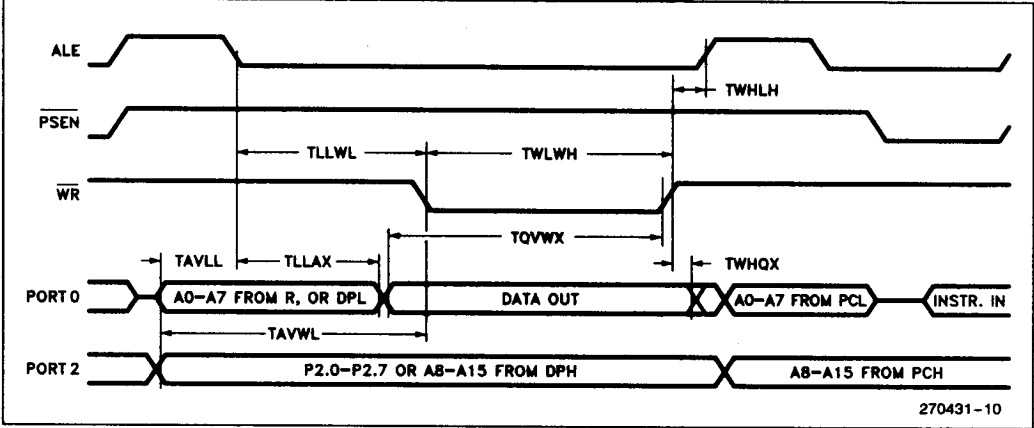 ALE
TWHLH
PSEN
TLLWL
TWLWH
WR
TQVWX
TAVLL
TLLAX
TWHQX
PORT 0
A0-A7 FROM R, OR DPL
DATA OUT
A0-A7 FROM PCL
INSTR. IN
TAVWL
PORT 2
P2.0-P2.7 OR A8-A15 FROM DPH
A8-A15 FROM PCH
270431-10